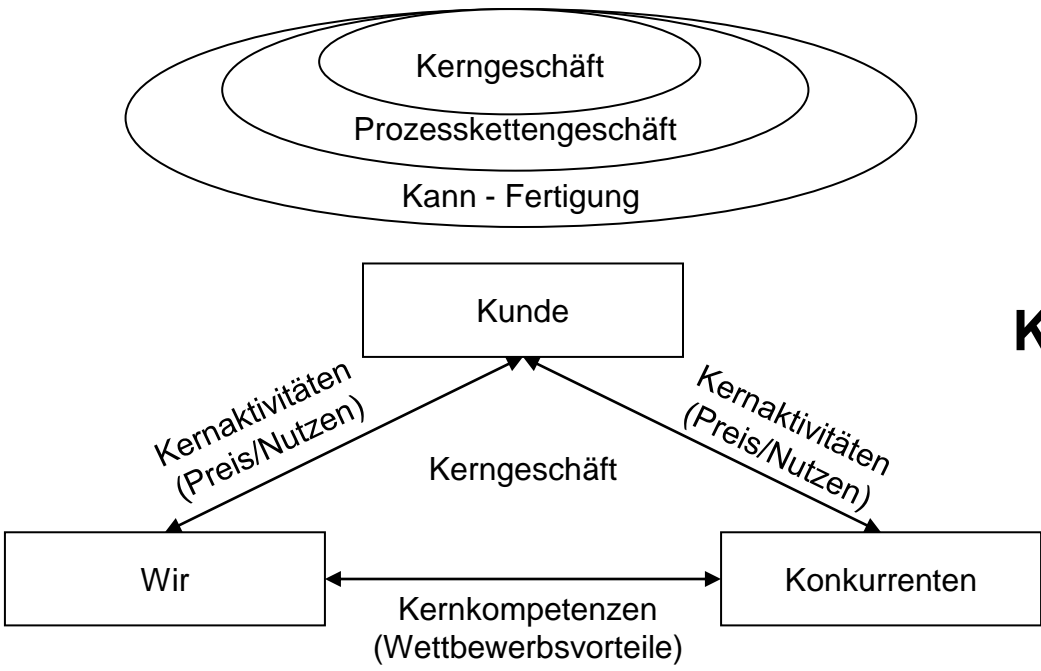 Kerngeschäft
Prozesskettengeschäft
Kann - Fertigung
Kunde
K
Kernaktivitäten
(Preis/Nutzen)
Kernaktivitäten
(Preis/Nutzen)
Kerngeschäft
Wir
Konkurrenten
Kernkompetenzen
(Wettbewerbsvorteile)